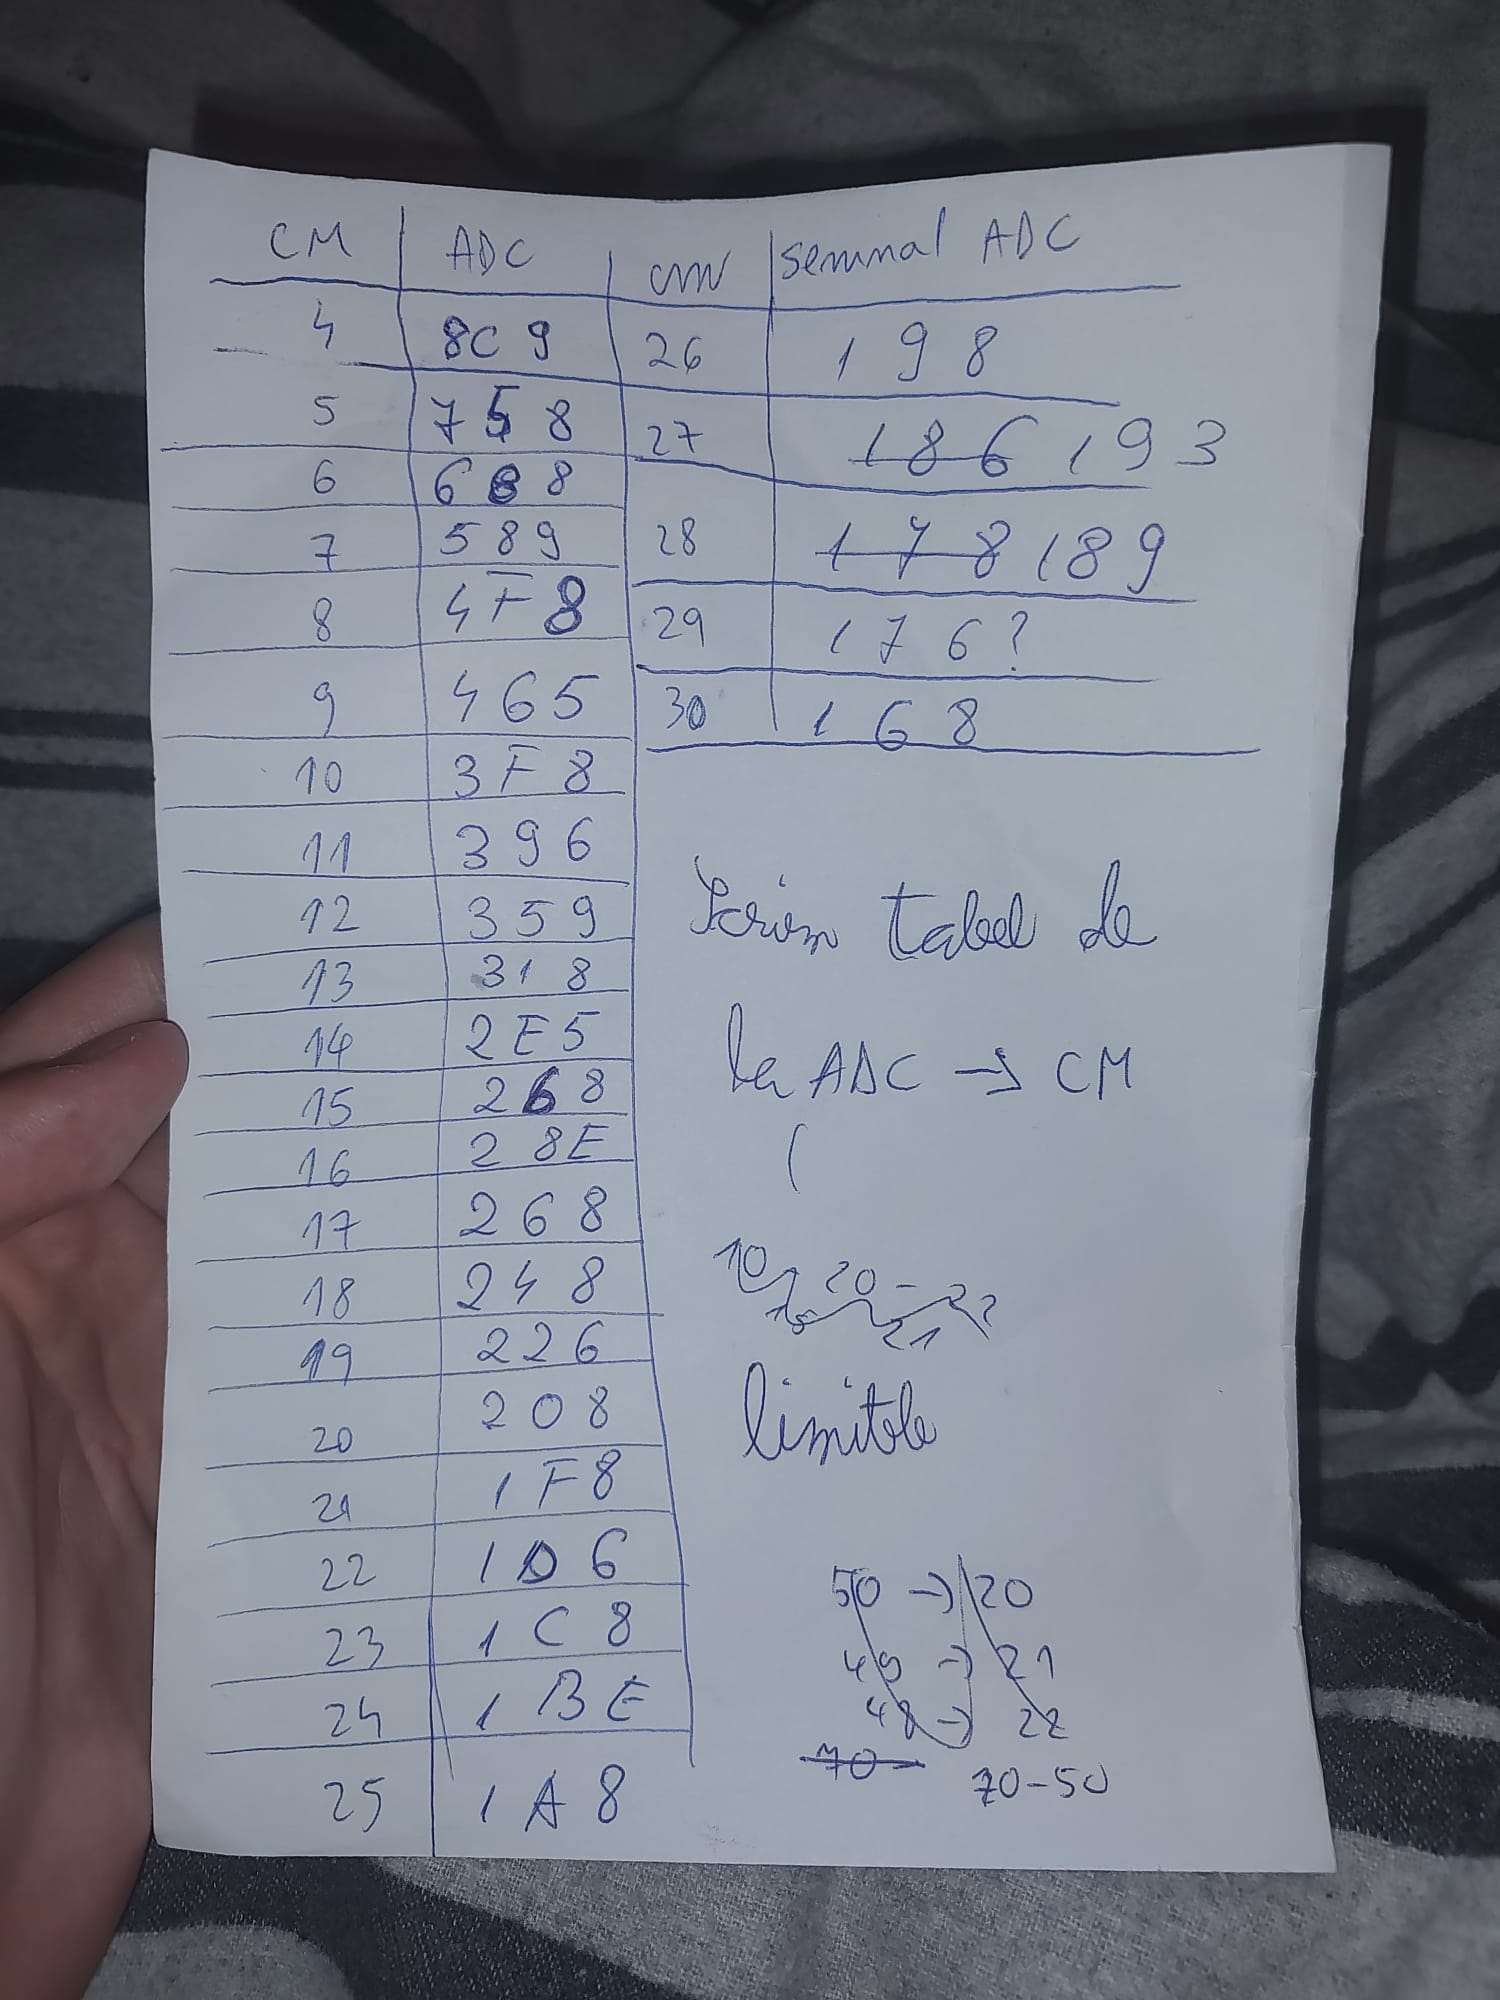 CM ADC
4 8C9
5 758
6 688
7 589
8 4F8
9 465
10 3F8
11 396
12 359
13 318
14 2E5
15 268
16 28E
17 268
18 248
19 226
20 208
21 1F8
22 1D6
23 1C8
24 1BE
25 1A8
cm semnal ADC
26 198
27 186 193
28 178 189
29 176?
30 168
Scriem tabel de
la ADC → CM
(
10 20 - 22
15 21
limitele
50 → 20
49 → 21
48 → 22
70 70-50